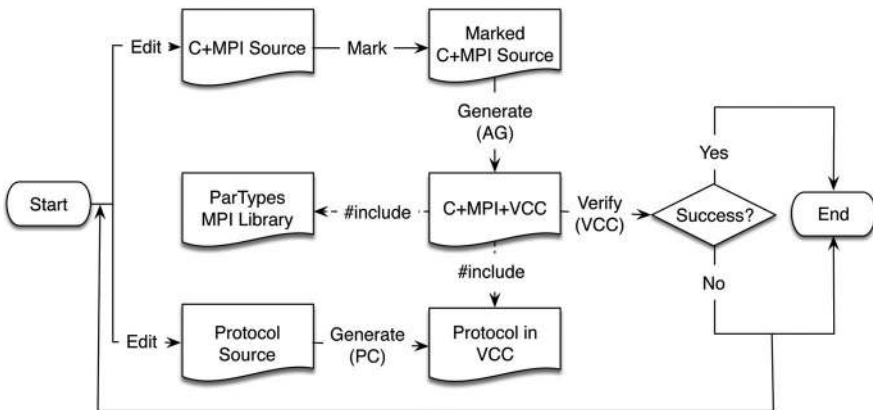 Edit
C+MPI Source
Mark
Marked
C+MPI Source
Generate
(AG)
Yes
Start
ParTypes
MPI Library
#include
C+MPI+VCC
Verify
(VCC)
Success?
End
#include
No
Edit
Protocol
Source
Generate
(PC)
Protocol in
VCC